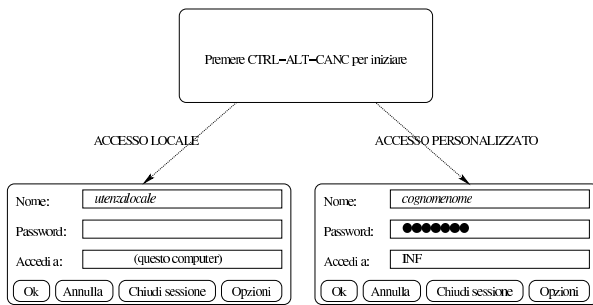 Premere CTRL-ALT-CANC per iniziare
ACCESSO LOCALE
ACCESSO PERSONALIZZATO
Nome: utenzalocale
Password:
Accedi a: (questo computer)
Ok Annulla Chiudi sessione Opzioni
Nome: cognomenome
Password: ●●●●●●●
Accedi a: INF
Ok Annulla Chiudi sessione Opzioni